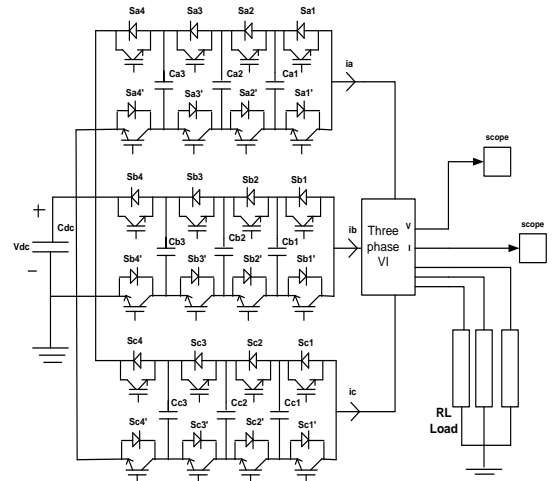 Sa4 Sa3 Sa2 Sa1
Ca3 Ca2 Ca1
ia
Sa4' Sa3' Sa2' Sa1'
scope
Sb4 Sb3 Sb2 Sb1
+
Cdc
Vdc
−
Cb3 Cb2 Cb1
ib
Three
phase
VI
V
I
scope
Sb4' Sb3' Sb2' Sb1'
Sc4 Sc3 Sc2 Sc1
Cc3 Cc2 Cc1
ic
RL
Load
Sc4' Sc3' Sc2' Sc1'